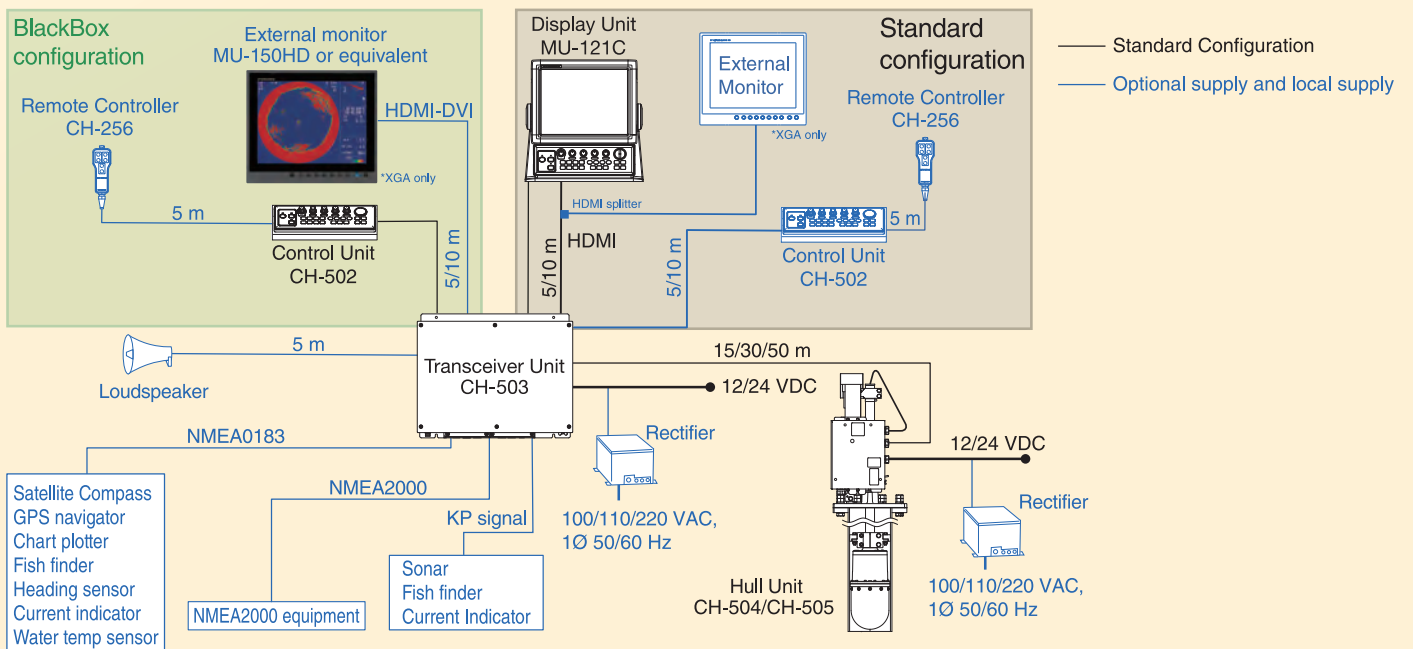 BlackBox
configuration
External monitor
MU-150HD or equivalent
HDMI-DVI
Remote Controller
CH-256
*XGA only
5 m
Control Unit
CH-502
5/10 m
Display Unit
MU-121C
External
Monitor
*XGA only
Standard
configuration
Remote Controller
CH-256
HDMI splitter
HDMI
5/10 m
5/10 m
5 m
Control Unit
CH-502
Standard Configuration
Optional supply and local supply
5 m
Loudspeaker
Transceiver Unit
CH-503
15/30/50 m
12/24 VDC
Rectifier
100/110/220 VAC,
1Ø 50/60 Hz
12/24 VDC
Rectifier
100/110/220 VAC,
1Ø 50/60 Hz
Hull Unit
CH-504/CH-505
NMEA0183
Satellite Compass
GPS navigator
Chart plotter
Fish finder
Heading sensor
Current indicator
Water temp sensor
NMEA2000
NMEA2000 equipment
KP signal
Sonar
Fish finder
Current Indicator